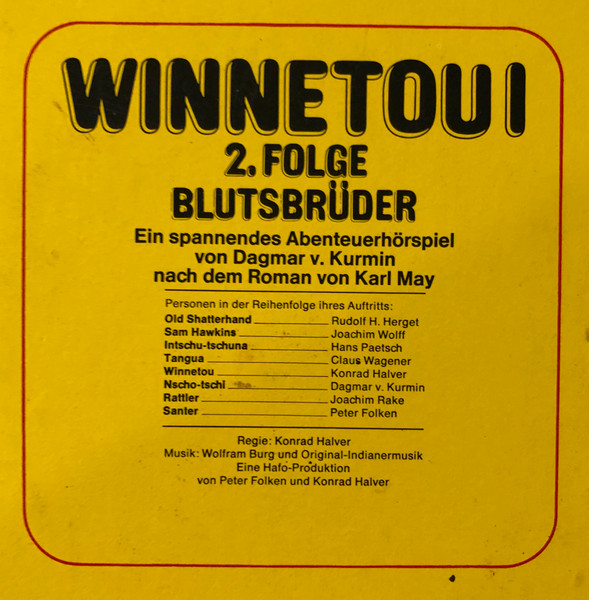 WINNETOU I
2. FOLGE
BLUTSBRÜDER
Ein spannendes Abenteuerhörspiel
von Dagmar v. Kurmin
nach dem Roman von Karl May
Personen in der Reihenfolge ihres Auftritts:
Old Shatterhand Rudolf H. Herget
Sam Hawkins Joachim Wolff
Intschu-tschuna Hans Paetsch
Tangua Claus Wagener
Winnetou Konrad Halver
Nscho-tschi Dagmar v. Kurmin
Rattler Joachim Rake
Santer Peter Folken
Regie: Konrad Halver
Musik: Wolfram Burg und Original-Indianermusik
Eine Hafo-Produktion
von Peter Folken und Konrad Halver